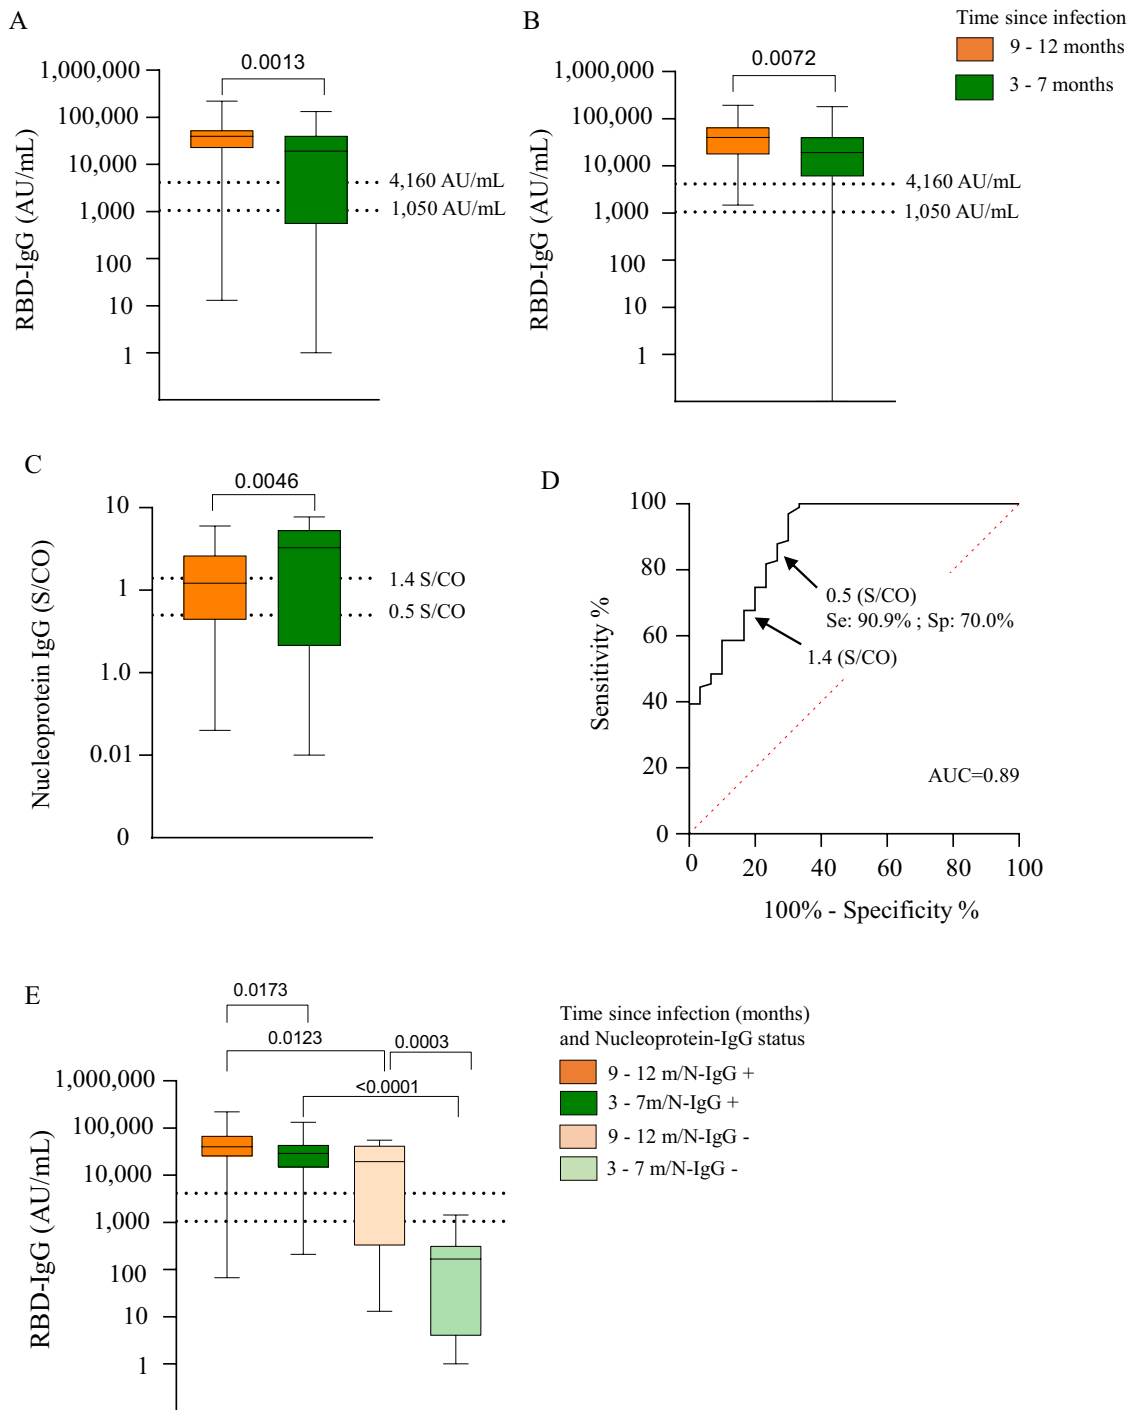 A
0.0013
1,000,000
100,000
10,000
1,000
100
10
1
RBD-IgG (AU/mL)
4,160 AU/mL
1,050 AU/mL
B
0.0072
1,000,000
100,000
10,000
1,000
100
10
1
RBD-IgG (AU/mL)
4,160 AU/mL
1,050 AU/mL
Time since infection
9 - 12 months
3 - 7 months
C
0.0046
10
1
1.0
0.01
0
Nucleoprotein IgG (S/CO)
1.4 S/CO
0.5 S/CO
D
100
80
60
40
20
0
Sensitivity %
0.5 (S/CO)
Se: 90.9% ; Sp: 70.0%
1.4 (S/CO)
AUC=0.89
0 20 40 60 80 100
100% - Specificity %
E
0.0173
0.0123
0.0003
<0.0001
1,000,000
100,000
10,000
1,000
100
10
1
RBD-IgG (AU/mL)
Time since infection (months)
and Nucleoprotein-IgG status
9 - 12 m/N-IgG +
3 - 7m/N-IgG +
9 - 12 m/N-IgG -
3 - 7 m/N-IgG -